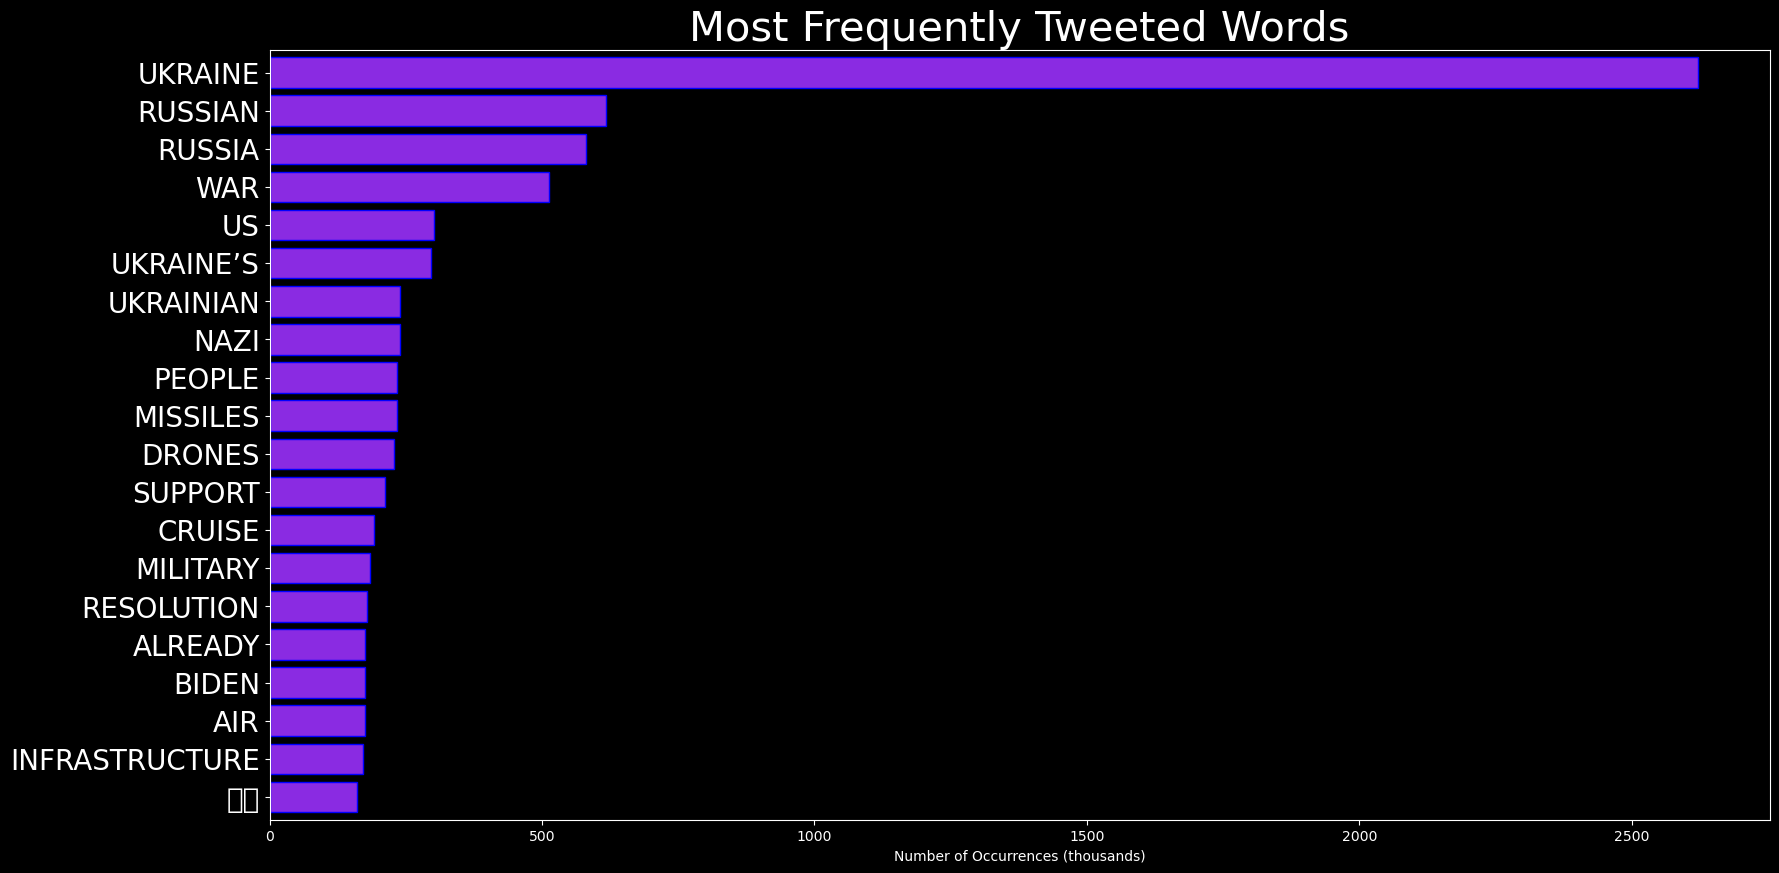 Most Frequently Tweeted Words
UKRAINE
RUSSIAN
RUSSIA
WAR
US
UKRAINE’S
UKRAINIAN
NAZI
PEOPLE
MISSILES
DRONES
SUPPORT
CRUISE
MILITARY
RESOLUTION
ALREADY
BIDEN
AIR
INFRASTRUCTURE
0 500 1000 1500 2000 2500
Number of Occurrences (thousands)